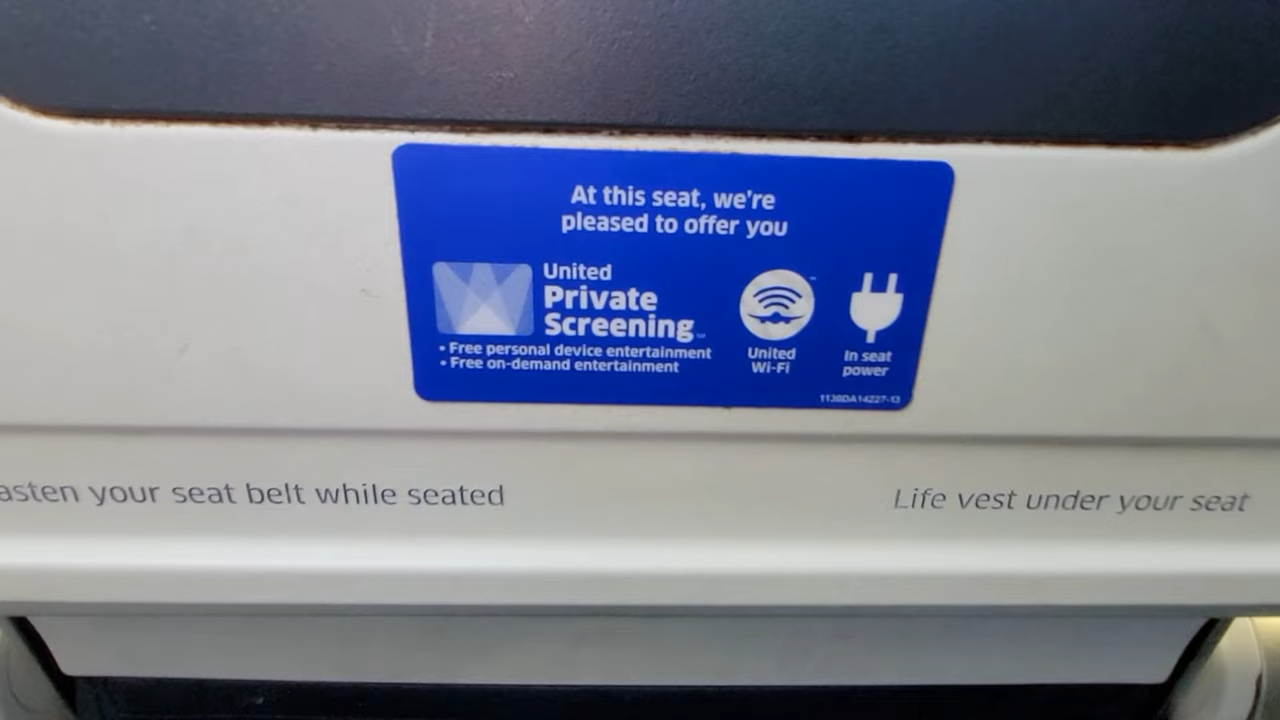 At this seat, we're
pleased to offer you
United
Private
Screening
• Free personal device entertainment
• Free on-demand entertainment
United
Wi-Fi
In seat
power
asten your seat belt while seated
Life vest under your seat